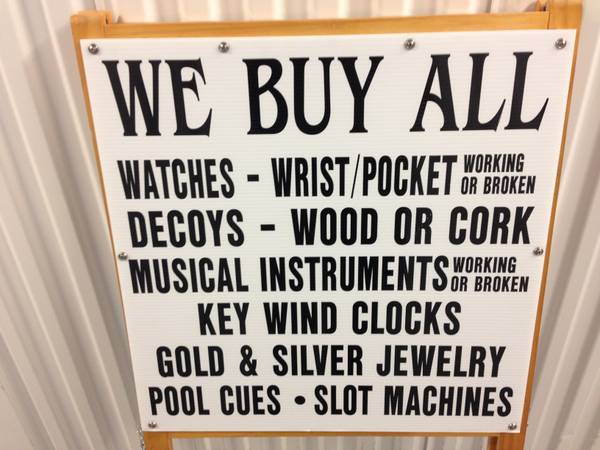 WE BUY ALL
WATCHES - WRIST/POCKET WORKING OR BROKEN
DECOYS - WOOD OR CORK
MUSICAL INSTRUMENTS WORKING OR BROKEN
KEY WIND CLOCKS
GOLD & SILVER JEWELRY
POOL CUES • SLOT MACHINES